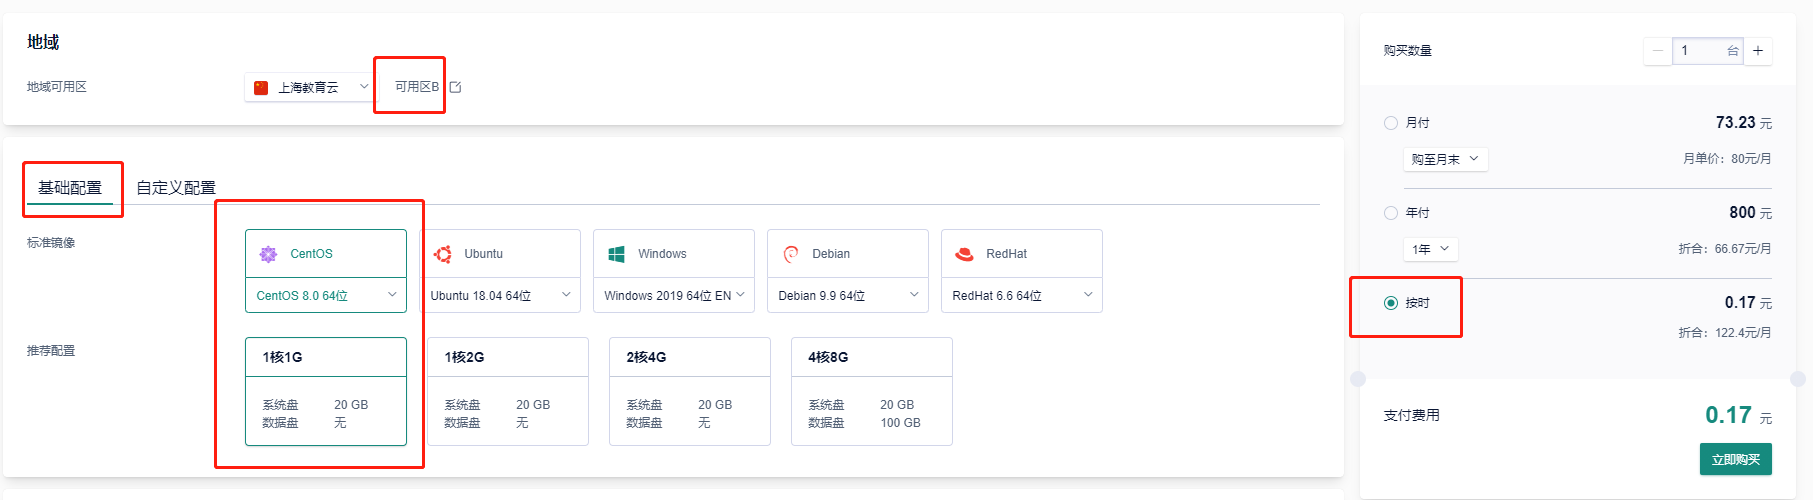 地域
地域可用区
上海教育云
可用区B
基础配置
自定义配置
标准镜像
CentOS
Ubuntu
Windows
Debian
RedHat
CentOS 8.0 64位
Ubuntu 18.04 64位
Windows 2019 64位 EN
Debian 9.9 64位
RedHat 6.6 64位
推荐配置
1核1G
1核2G
2核4G
4核8G
系统盘 20 GB
数据盘 无
系统盘 20 GB
数据盘 无
系统盘 20 GB
数据盘 无
系统盘 20 GB
数据盘 100 GB
购买数量
1 台
月付 73.23 元
购至月末 月单价：80元/月
年付 800 元
1年 折合：66.67元/月
按时 0.17 元
折合：122.4元/月
支付费用 0.17 元
立即购买